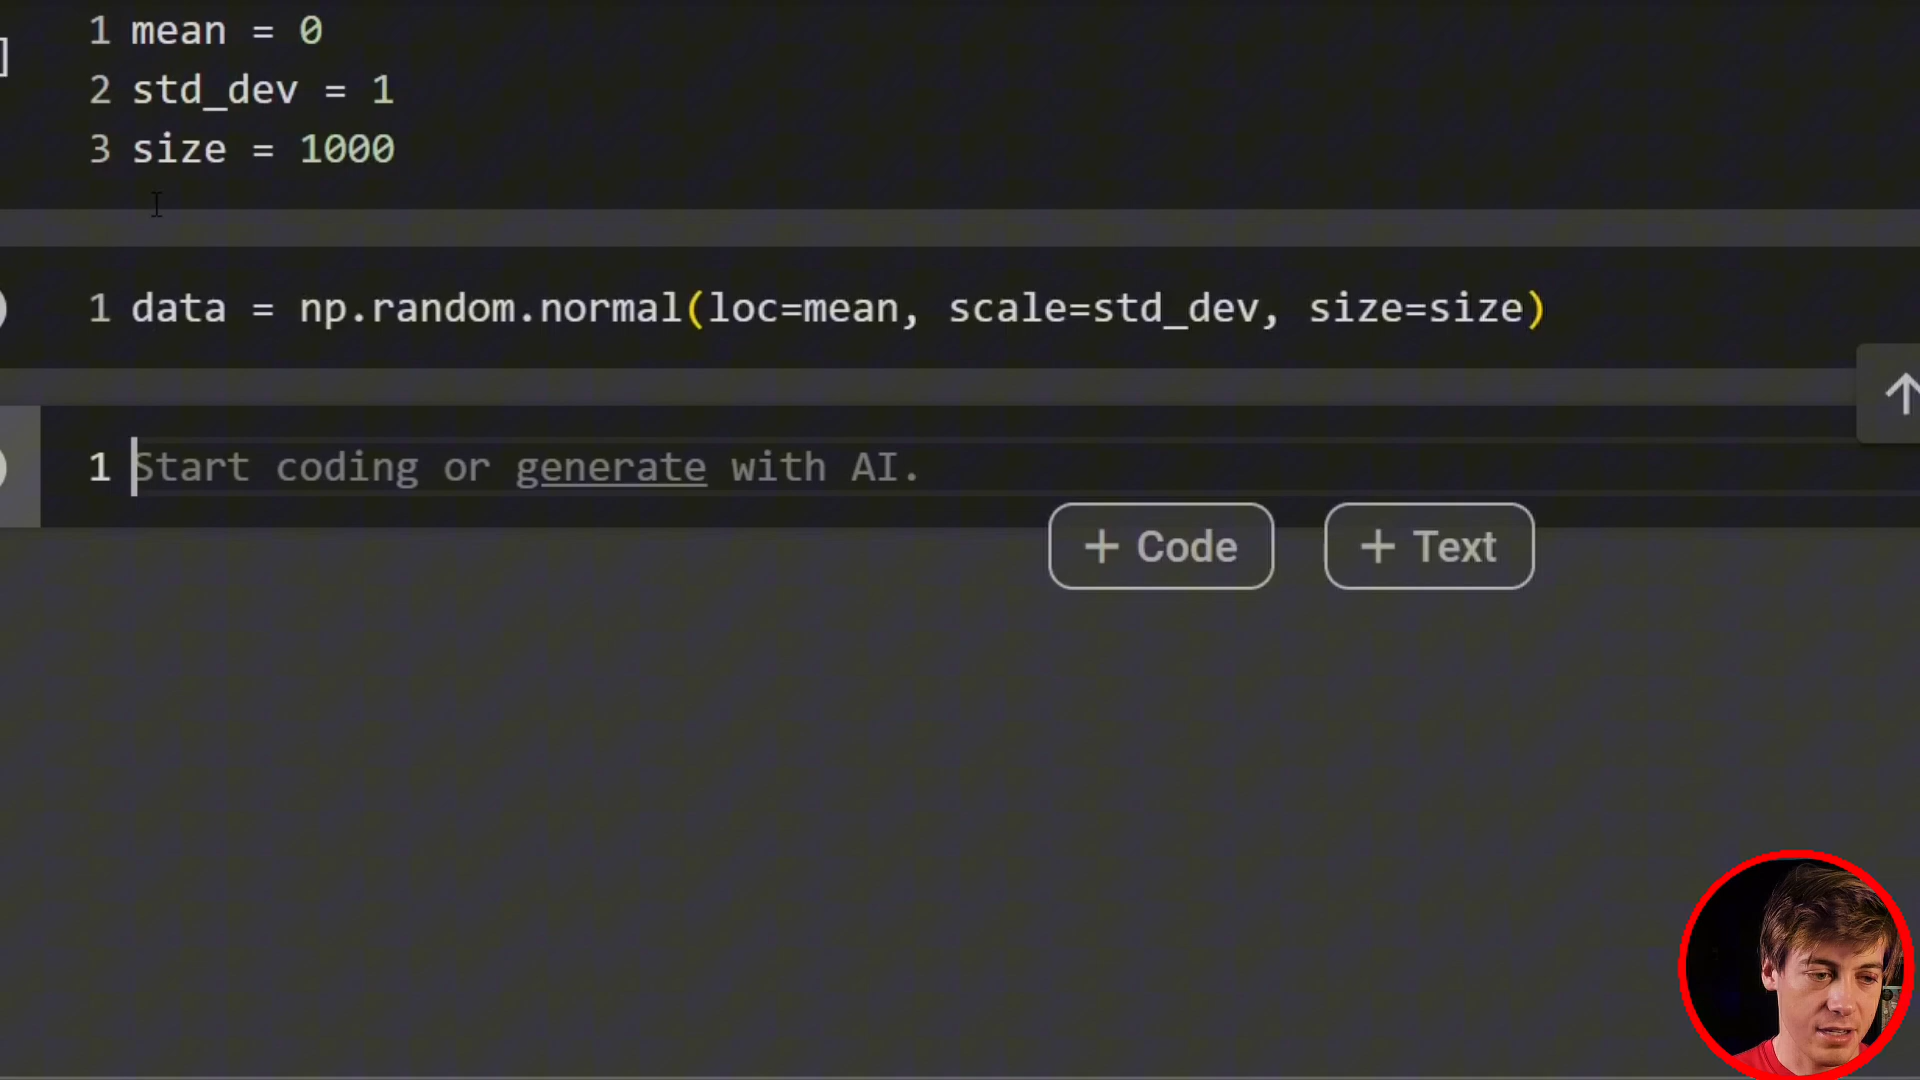 ]
1 mean = 0
2 std_dev = 1
3 size = 1000
1 data = np.random.normal(loc=mean, scale=std_dev, size=size)
1 Start coding or generate with AI.
+ Code + Text